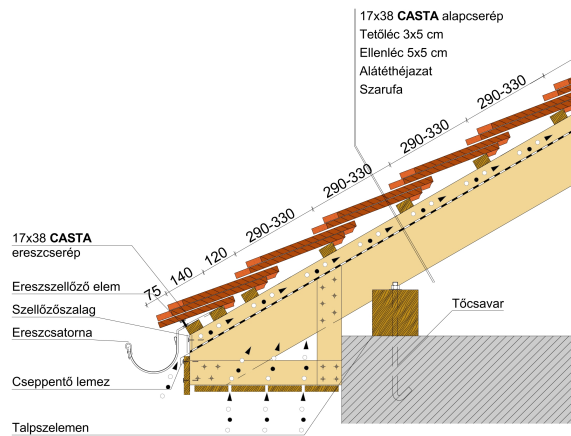 17x38 CASTA alapcserép
Tetőléc 3x5 cm
Ellenléc 5x5 cm
Alátéthéjazat
Szarufa
290-330
290-330
290-330
290-330
120
140
75
17x38 CASTA
ereszcserép
Ereszszellőző elem
Szellőzőszalag
Ereszcsatorna
Cseppentő lemez
Talpszelemen
Tőcsavar